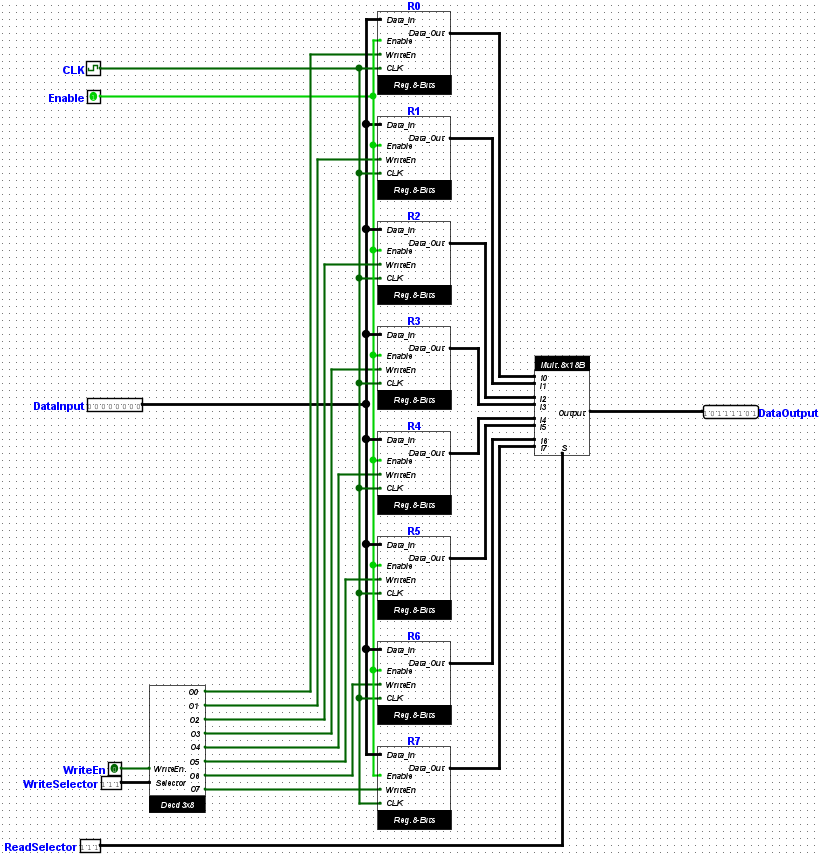 R0
Data_In
Data_Out
Enable
WriteEn
CLK
Reg. 8-Bits
CLK
Enable
R1
Data_In
Data_Out
Enable
WriteEn
CLK
Reg. 8-Bits
R2
Data_In
Data_Out
Enable
WriteEn
CLK
Reg. 8-Bits
R3
Data_In
Data_Out
Enable
WriteEn
CLK
Reg. 8-Bits
Mult. 8x1 8B
I0
I1
I2
I3
I4
I5
I6
I7
Output
S
DataInput
00000000
10111101
DataOutput
R4
Data_In
Data_Out
Enable
WriteEn
CLK
Reg. 8-Bits
R5
Data_In
Data_Out
Enable
WriteEn
CLK
Reg. 8-Bits
R6
Data_In
Data_Out
Enable
WriteEn
CLK
Reg. 8-Bits
R7
Data_In
Data_Out
Enable
WriteEn
CLK
Reg. 8-Bits
O0
O1
O2
O3
O4
O5
O6
O7
WriteEn.
Selector
Decd 3x8
WriteEn
WriteSelector
111
ReadSelector
111